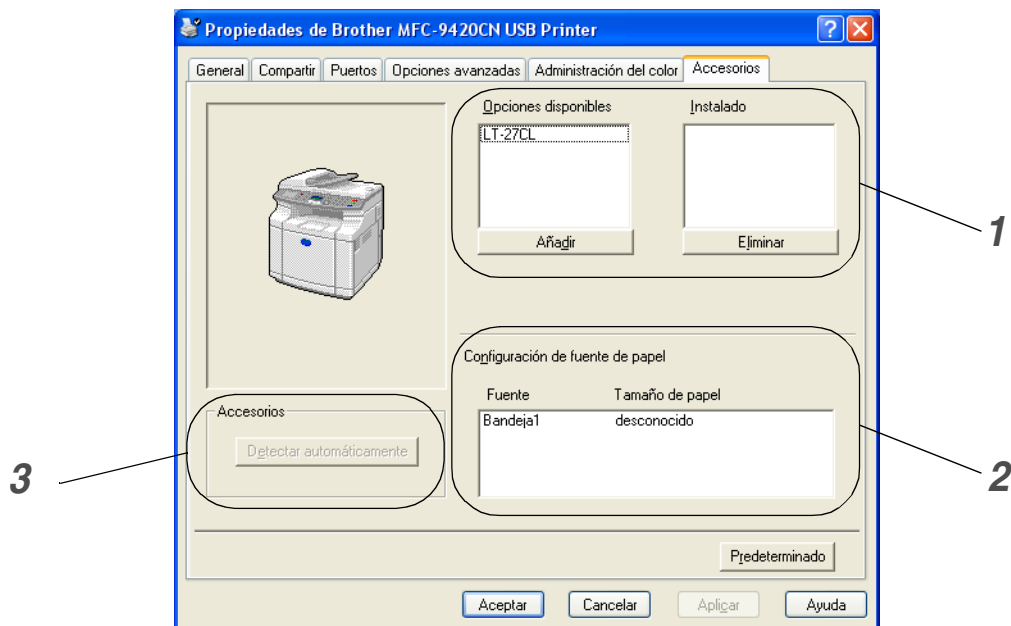 Propiedades de Brother MFC-9420CN USB Printer
General Compartir Puertos Opciones avanzadas Administración del color Accesorios
Opciones disponibles Instalado
LT-27CL
Añadir Eliminar
1
Configuración de fuente de papel
Fuente Tamaño de papel
Bandeja1 desconocido
2
Accesorios
Detectar automáticamente
3
Predeterminado
Aceptar Cancelar Aplicar Ayuda